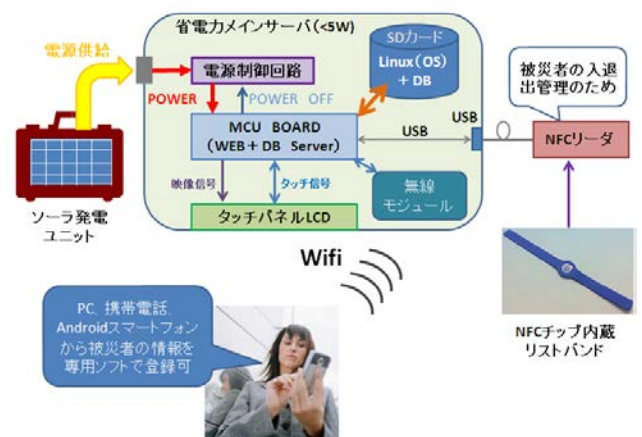 省電力メインサーバ(<5W)
電源供給
電源制御回路
SDカード
Linux(OS)
+ DB
被災者の入退
出管理のため
POWER
POWER OFF
MCU BOARD
(WEB+DB Server)
USB
USB
NFCリーダ
映像信号
タッチ信号
無線
モジュール
タッチパネルLCD
ソーラ発電
ユニット
Wifi
PC、携帯電話、
Androidスマートフォン
から被災者の情報を
専用ソフトで登録可
NFCチップ内蔵
リストバンド